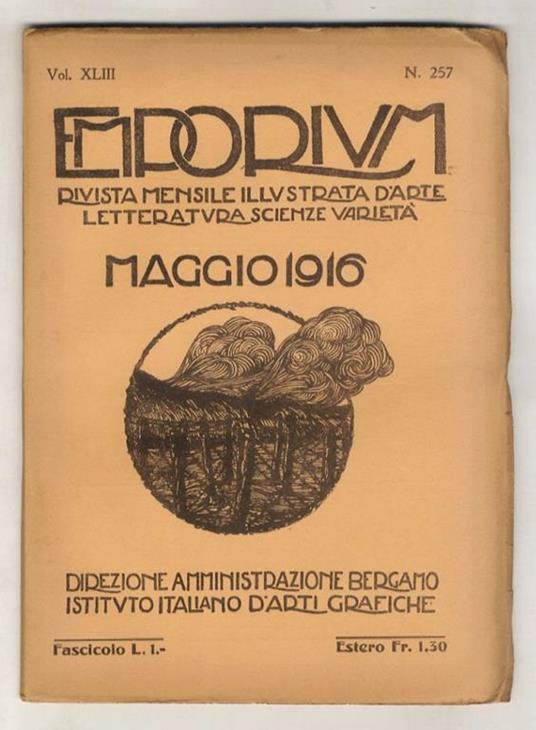 Vol. XLIII N. 257
EMPORIVM
RIVISTA MENSILE ILLVSTRATA D'ARTE
LETTERATVRA SCIENZE VARIETÀ
MAGGIO 1916
DIREZIONE AMMINISTRAZIONE BERGAMO
ISTITVTO ITALIANO D'ARTI GRAFICHE
Fascicolo L. 1.- Estero Fr. 1.30